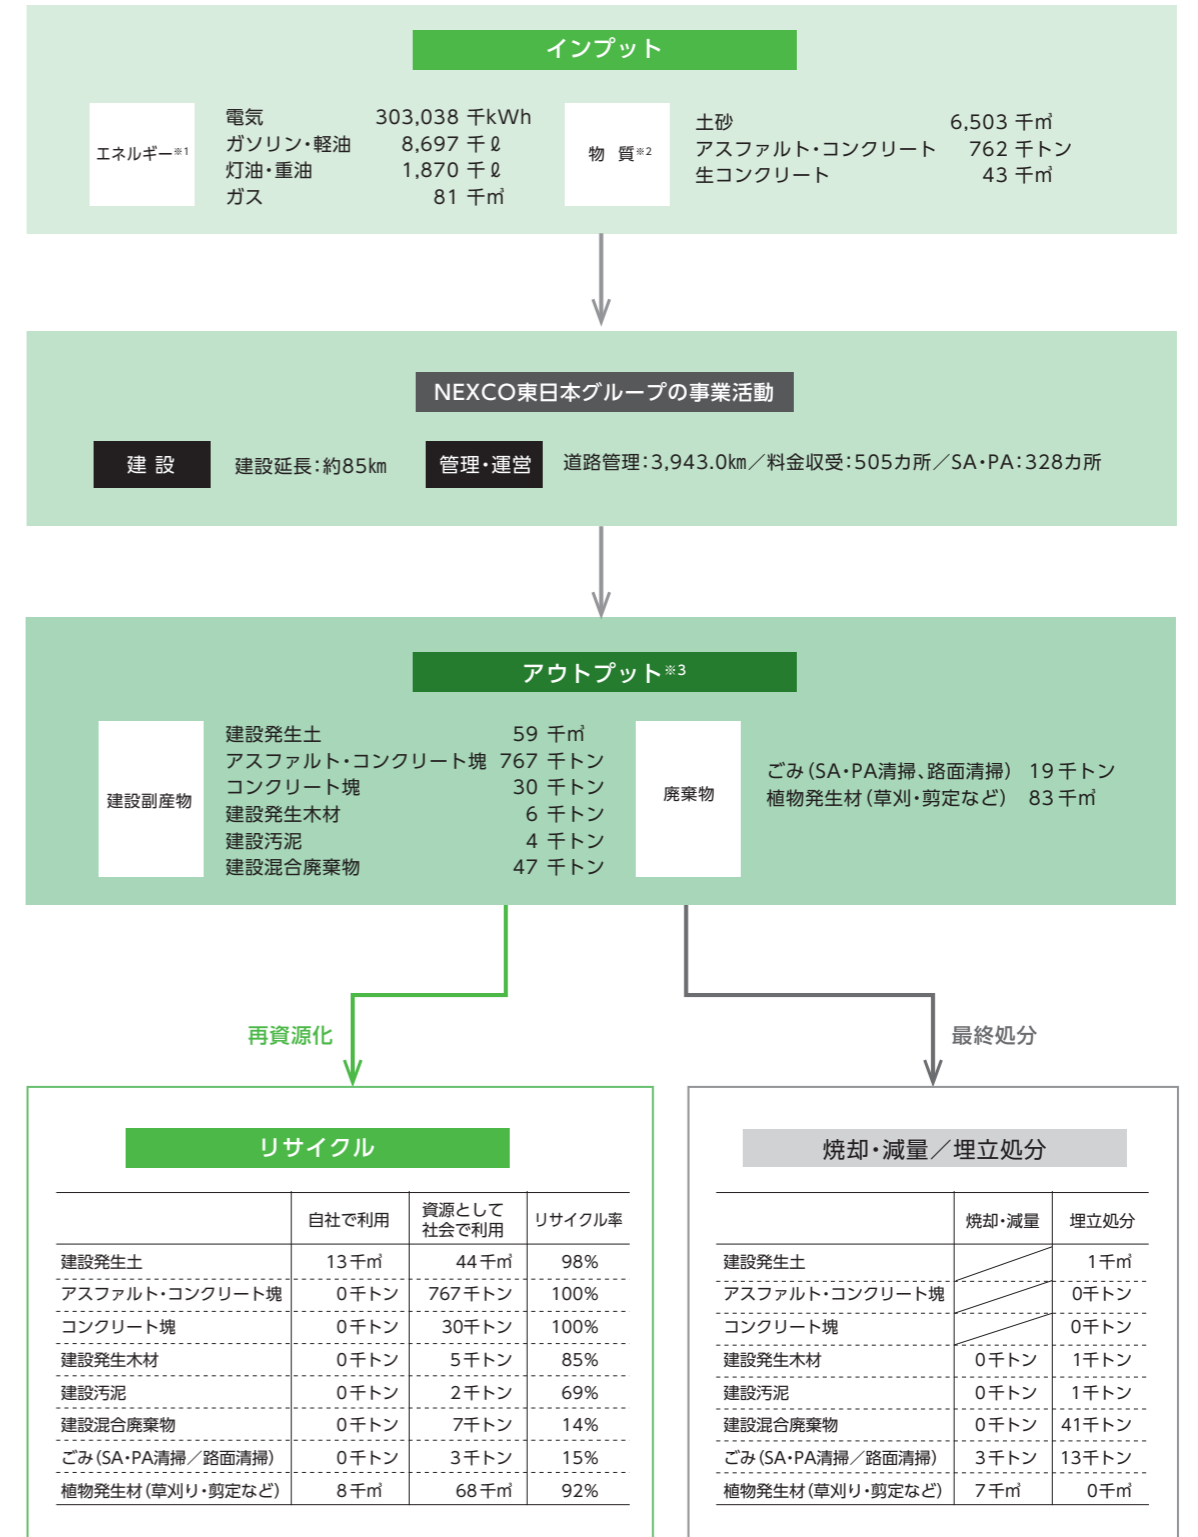 インプット
エネルギー※1
電気 303,038 千kWh
ガソリン・軽油 8,697 千ℓ
灯油・重油 1,870 千ℓ
ガス 81 千㎥
物 質※2
土砂 6,503 千㎥
アスファルト・コンクリート 762 千トン
生コンクリート 43 千㎥
NEXCO東日本グループの事業活動
建 設 建設延長：約85㎞
管理・運営 道路管理：3,943.0㎞／料金収受：505カ所／SA・PA：328カ所
アウトプット※3
建設副産物
建設発生土 59 千㎥
アスファルト・コンクリート塊 767 千トン
コンクリート塊 30 千トン
建設発生木材 6 千トン
建設汚泥 4 千トン
建設混合廃棄物 47 千トン
廃棄物
ごみ（SA・PA清掃、路面清掃） 19 千トン
植物発生材（草刈・剪定など） 83 千㎥
再資源化
最終処分
リサイクル
自社で利用 資源として社会で利用 リサイクル率
建設発生土 13千㎥ 44千㎥ 98%
アスファルト・コンクリート塊 0千トン 767千トン 100%
コンクリート塊 0千トン 30千トン 100%
建設発生木材 0千トン 5千トン 85%
建設汚泥 0千トン 2千トン 69%
建設混合廃棄物 0千トン 7千トン 14%
ごみ（SA・PA清掃／路面清掃） 0千トン 3千トン 15%
植物発生材（草刈り・剪定など） 8千㎥ 68千㎥ 92%
焼却・減量／埋立処分
焼却・減量 埋立処分
建設発生土 1千㎥
アスファルト・コンクリート塊 0千トン
コンクリート塊 0千トン
建設発生木材 0千トン 1千トン
建設汚泥 0千トン 1千トン
建設混合廃棄物 0千トン 41千トン
ごみ（SA・PA清掃／路面清掃） 3千トン 13千トン
植物発生材（草刈り・剪定など） 7千㎥ 0千㎥